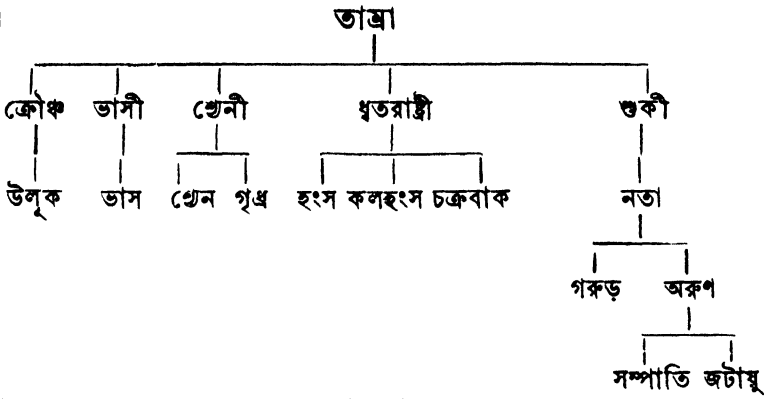 তাম্রা
ক্রৌঞ্চ ভাসী শ্যেনী ধৃতরাষ্ট্রী শুকী
উলূক ভাস শ্যেন গৃধ্র হংস কলহংস চক্রবাক নতা
গরুড় অরুণ
সম্পাতি জটায়ু